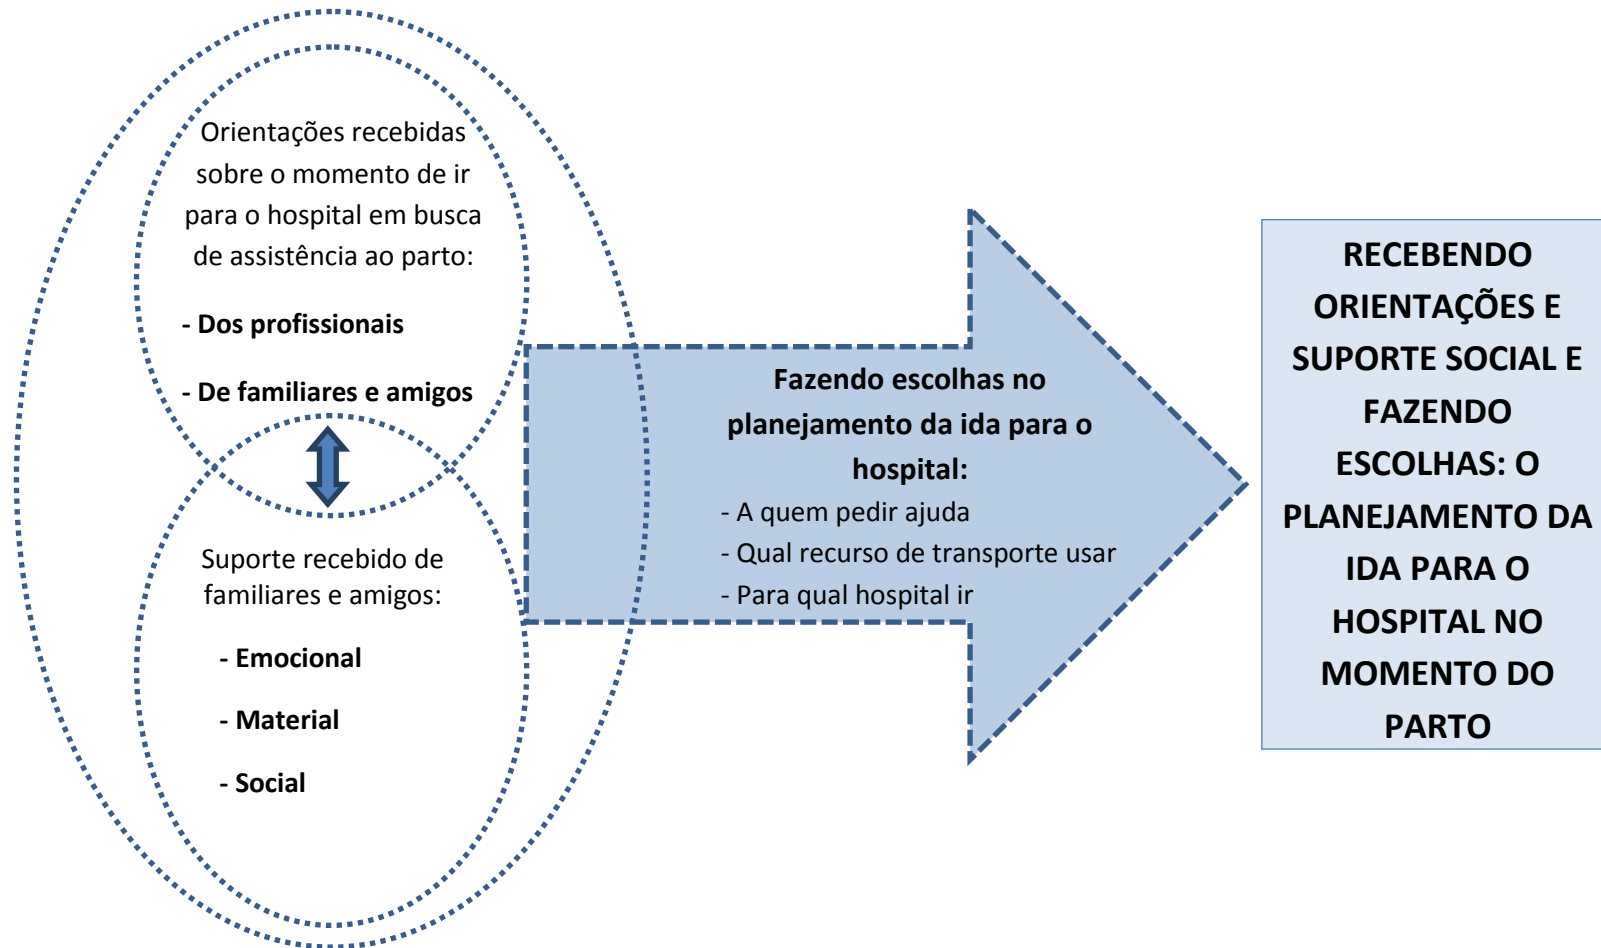 Orientações recebidas
sobre o momento de ir
para o hospital em busca
de assistência ao parto:
- Dos profissionais
- De familiares e amigos
Suporte recebido de
familiares e amigos:
- Emocional
- Material
- Social
Fazendo escolhas no
planejamento da ida para o
hospital:
- A quem pedir ajuda
- Qual recurso de transporte usar
- Para qual hospital ir
RECEBENDO
ORIENTAÇÕES E
SUPORTE SOCIAL E
FAZENDO
ESCOLHAS: O
PLANEJAMENTO DA
IDA PARA O
HOSPITAL NO
MOMENTO DO
PARTO